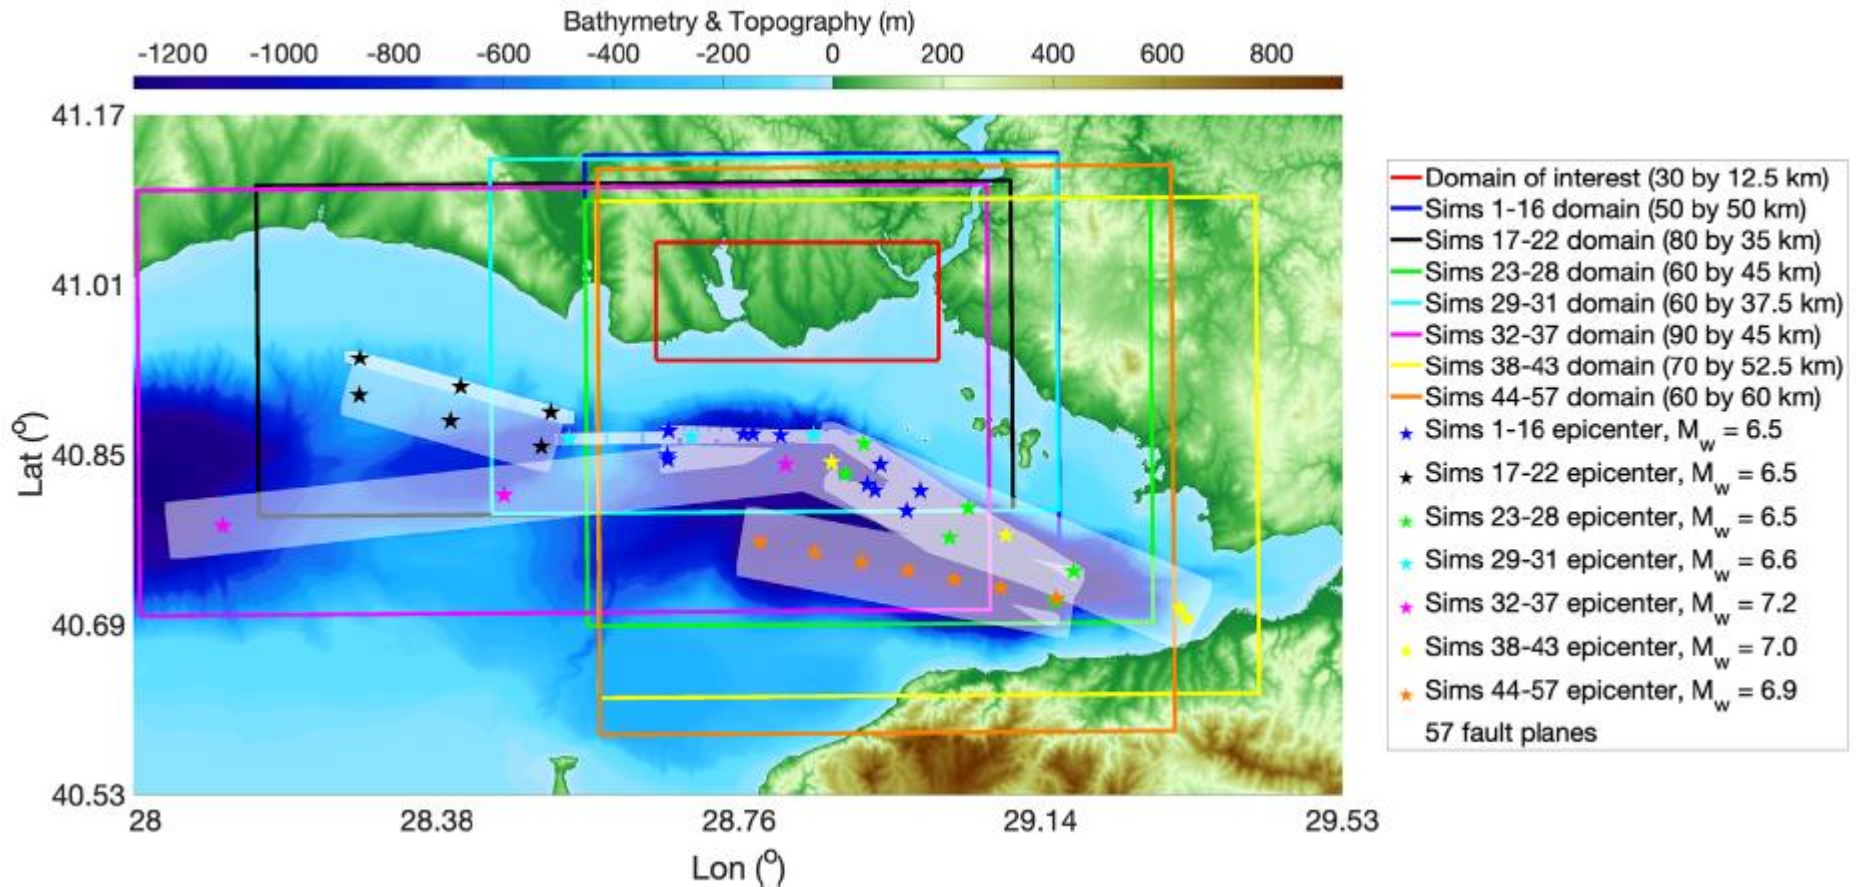 Bathymetry & Topography (m)
-1200 -1000 -800 -600 -400 -200 0 200 400 600 800
41.17
41.01
40.85
40.69
40.53
Lat (o)
28 28.38 28.76 29.14 29.53
Lon (o)
Domain of interest (30 by 12.5 km)
Sims 1-16 domain (50 by 50 km)
Sims 17-22 domain (80 by 35 km)
Sims 23-28 domain (60 by 45 km)
Sims 29-31 domain (60 by 37.5 km)
Sims 32-37 domain (90 by 45 km)
Sims 38-43 domain (70 by 52.5 km)
Sims 44-57 domain (60 by 60 km)
Sims 1-16 epicenter, Mw = 6.5
Sims 17-22 epicenter, Mw = 6.5
Sims 23-28 epicenter, Mw = 6.5
Sims 29-31 epicenter, Mw = 6.6
Sims 32-37 epicenter, Mw = 7.2
Sims 38-43 epicenter, Mw = 7.0
Sims 44-57 epicenter, Mw = 6.9
57 fault planes